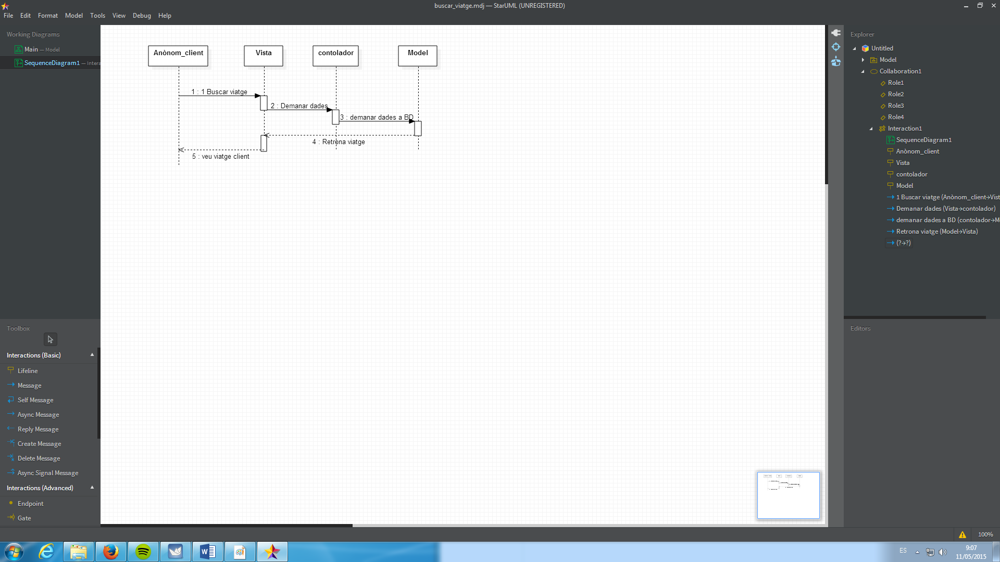 buscar_viatge.mdj — StarUML (UNREGISTERED)
File Edit Format Model Tools View Debug Help
Working Diagrams
Main — Model
SequenceDiagram1 — Intera
Anònom_client
Vista
contolador
Model
1 : 1 Buscar viatge
2 : Demanar dades
3 : demanar dades a BD
4 : Retrona viatge
5 : veu viatge client
Toolbox
Interactions (Basic)
Lifeline
Message
Self Message
Async Message
Reply Message
Create Message
Delete Message
Async Signal Message
Interactions (Advanced)
Endpoint
Gate
Explorer
Untitled
Model
Collaboration1
Role1
Role2
Role3
Role4
Interaction1
SequenceDiagram1
Anònom_client
Vista
contolador
Model
1 Buscar viatge (Anònom_client→Vist
Demanar dades (Vista→contolador)
demanar dades a BD (contolador→M
Retrona viatge (Model→Vista)
(?→?)
Editors
100%
ES
9:07
11/05/2015